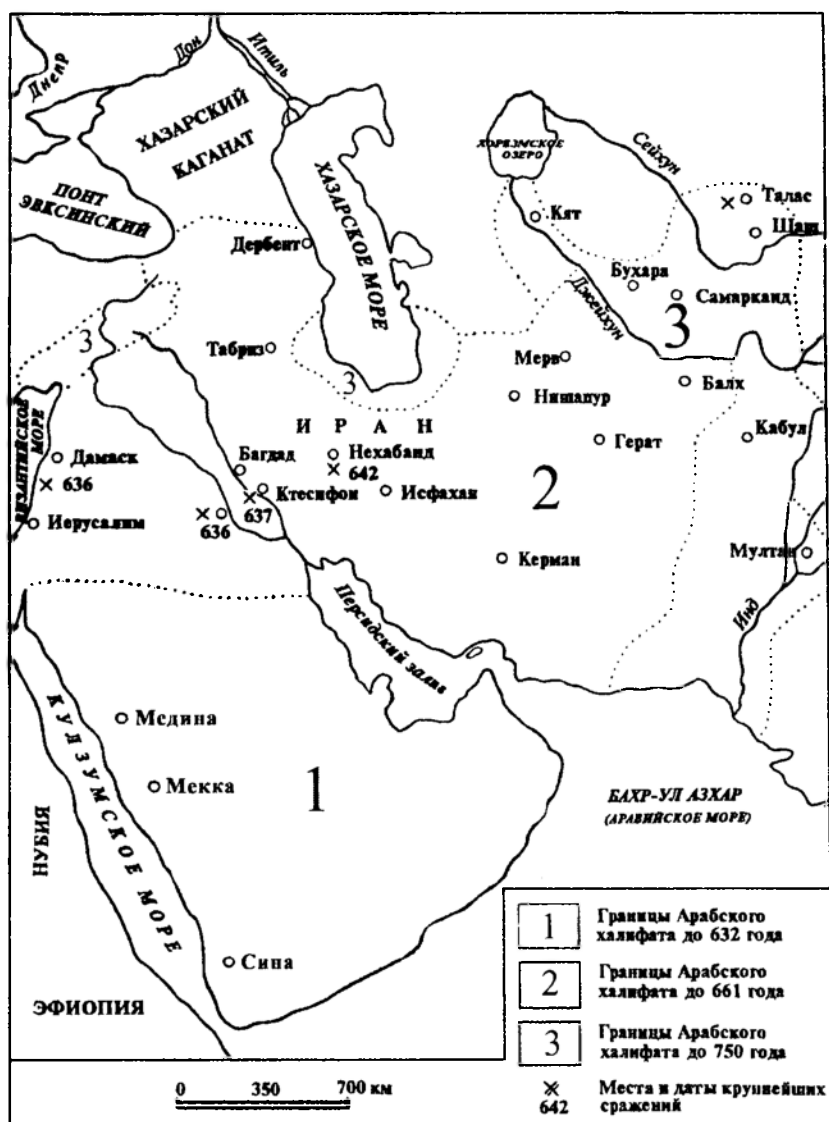 Днепр
Дон
Итиль
ХАЗАРСКИЙ
КАГАНАТ
ПОНТ
ЭВКСИНСКИЙ
ХАЗАРСКОЕ МОРЕ
ХОРЕЗМСКОЕ
ОЗЕРО
Сейхун
Талас
Шаш
Кят
Дербент
Бухара
Самарканд
Джейхун
3
3
Табриз
3
Мерв
Балх
Нишапур
ИРАН
Герат
Кабул
ВИЗАНТИЙСКОЕ
МОРЕ
Дамаск
636
Багдад
Нехабанд
642
2
Ктесифон
Исфахан
Иерусалим
636
637
Керман
Мултан
Инд
Персидский залив
Медина
Мекка
1
КУЛЗУМСКОЕ МОРЕ
НУБИЯ
БАХР-УЛ АЗХАР
(АРАВИЙСКОЕ МОРЕ)
Сина
ЭФИОПИЯ
0 350 700 км
1 Границы Арабского
халифата до 632 года
2 Границы Арабского
халифата до 661 года
3 Границы Арабского
халифата до 750 года
Места и даты крупнейших
642 сражений